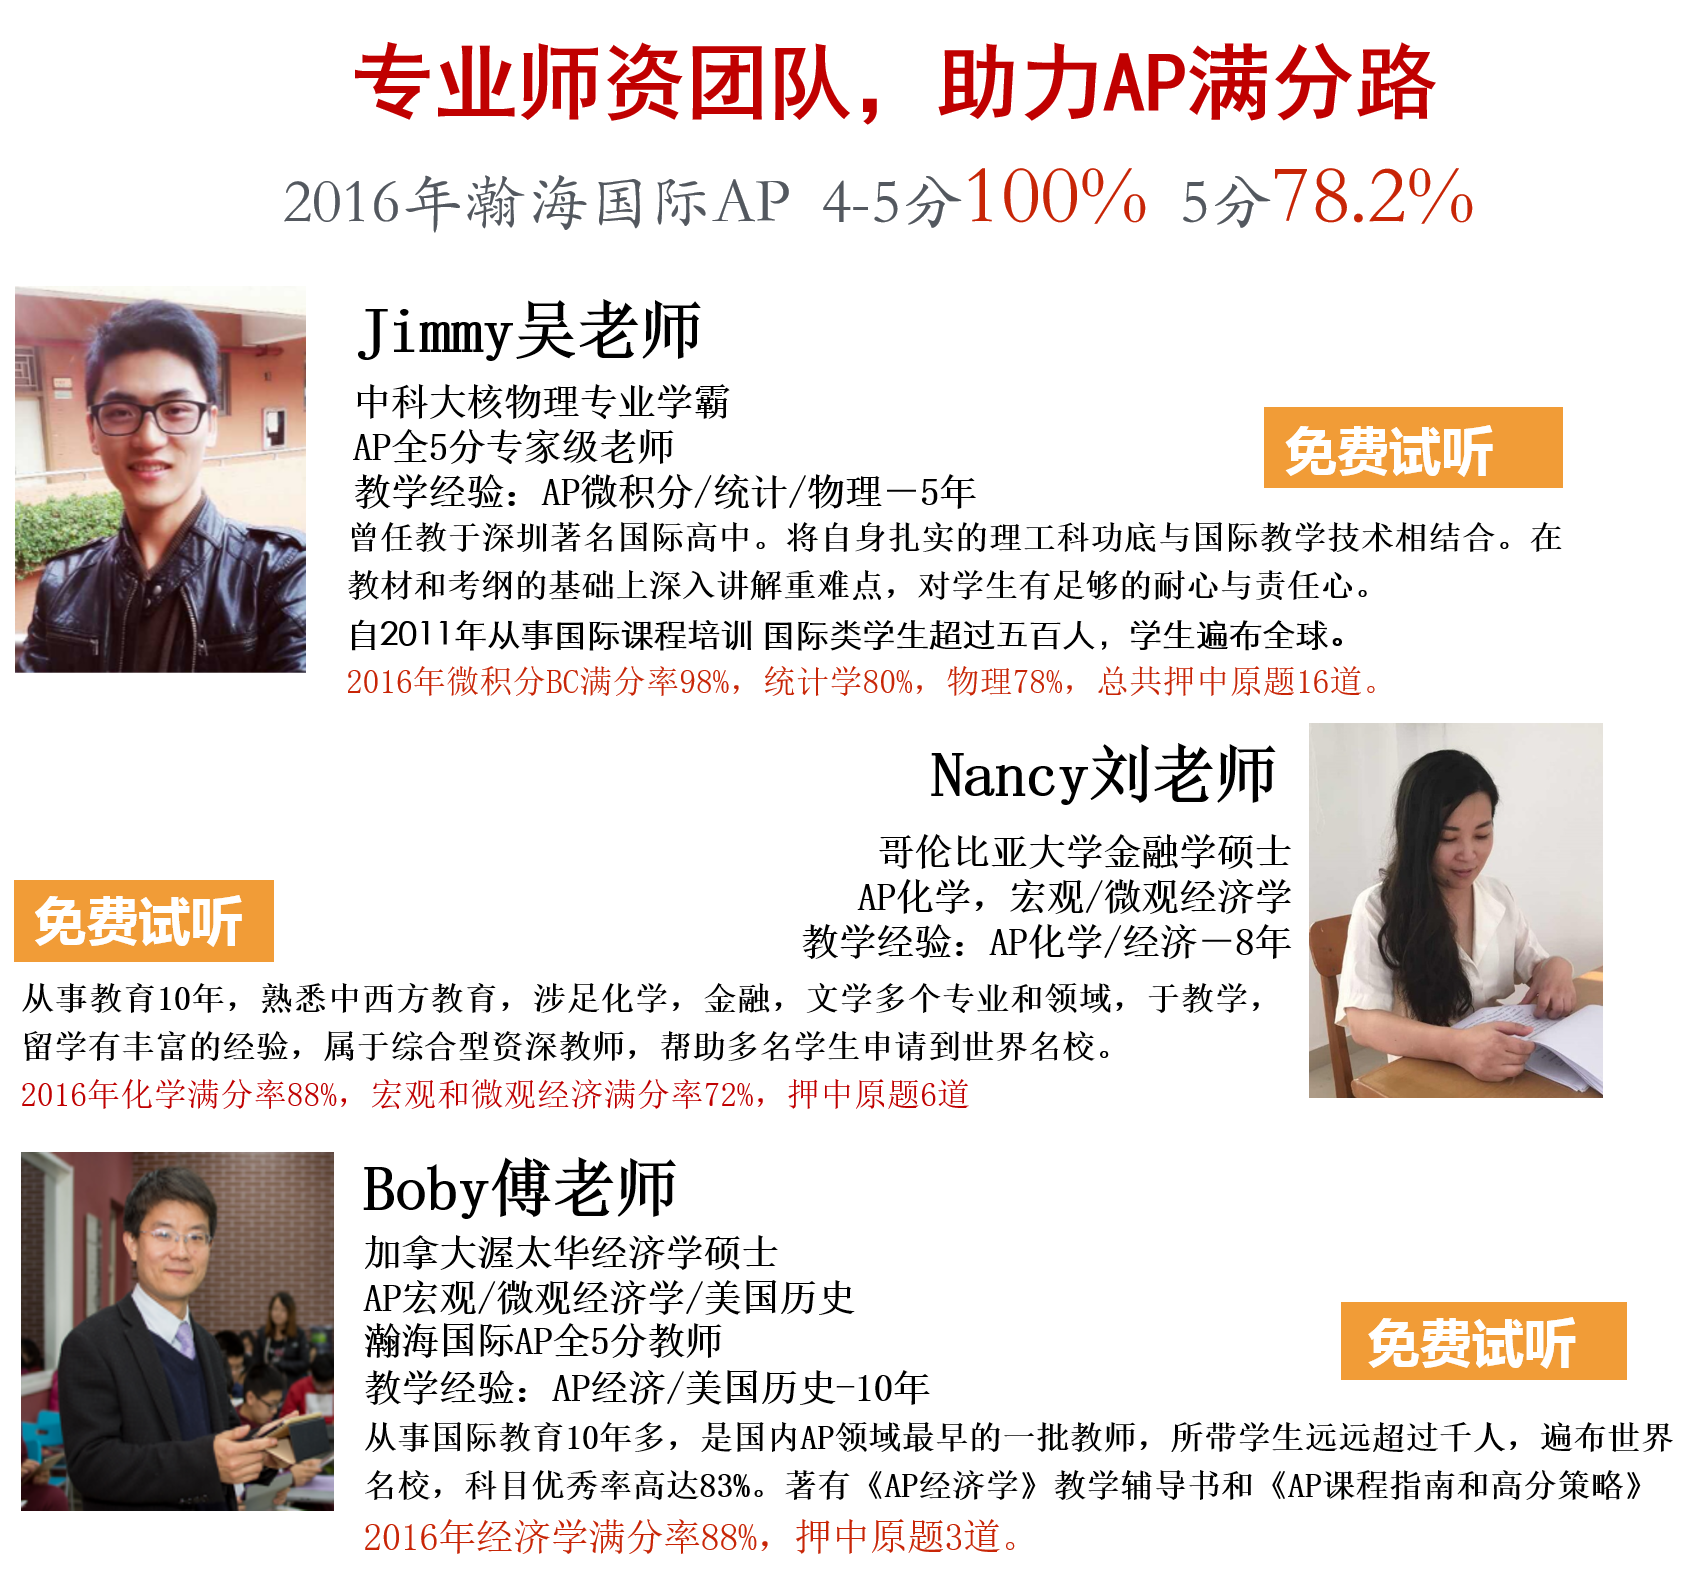 专业师资团队，助力AP满分路
2016年瀚海国际AP 4-5分100% 5分78.2%
Jimmy吴老师
中科大核物理专业学霸
AP全5分专家级老师
教学经验：AP微积分/统计/物理—5年
免费试听
曾任教于深圳著名国际高中。将自身扎实的理工科功底与国际教学技术相结合。在
教材和考纲的基础上深入讲解重难点，对学生有足够的耐心与责任心。
自2011年从事国际课程培训 国际类学生超过五百人，学生遍布全球。
2016年微积分BC满分率98%，统计学80%，物理78%，总共押中原题16道。
Nancy刘老师
哥伦比亚大学金融学硕士
AP化学，宏观/微观经济学
教学经验：AP化学/经济—8年
免费试听
从事教育10年，熟悉中西方教育，涉足化学，金融，文学多个专业和领域，于教学，
留学有丰富的经验，属于综合型资深教师，帮助多名学生申请到世界名校。
2016年化学满分率88%，宏观和微观经济满分率72%，押中原题6道
Boby傅老师
加拿大渥太华经济学硕士
AP宏观/微观经济学/美国历史
瀚海国际AP全5分教师
教学经验：AP经济/美国历史-10年
免费试听
从事国际教育10年多，是国内AP领域最早的一批教师，所带学生远远超过千人，遍布世界
名校，科目优秀率高达83%。著有《AP经济学》教学辅导书和《AP课程指南和高分策略》
2016年经济学满分率88%，押中原题3道。